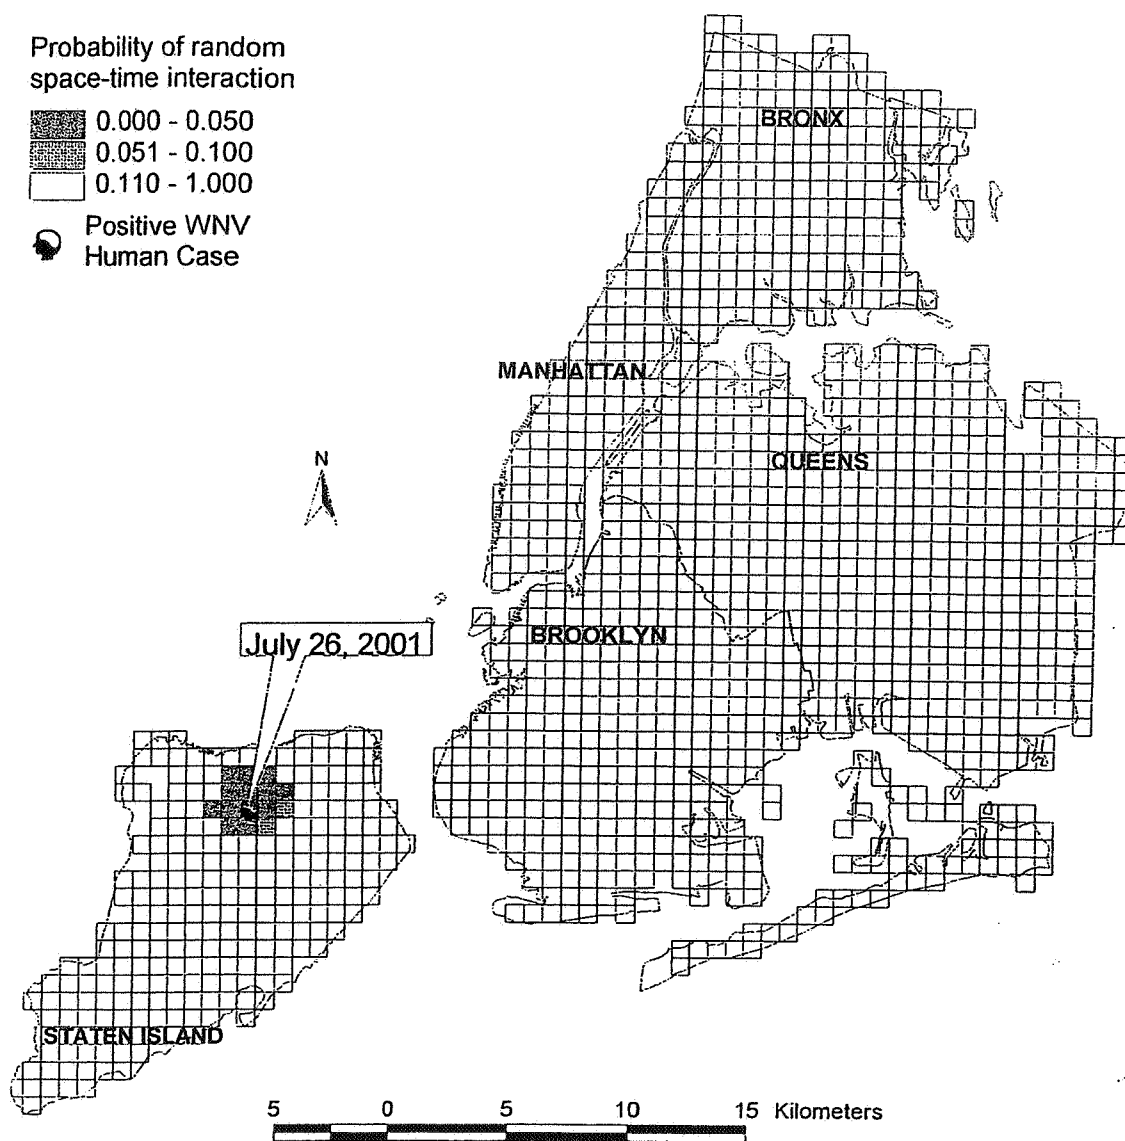 Probability of random
space-time interaction
0.000 - 0.050
0.051 - 0.100
0.110 - 1.000
Positive WNV
Human Case
BRONX
MANHATTAN
QUEENS
N
BROOKLYN
July 26, 2001
STATEN ISLAND
5 0 5 10 15 Kilometers